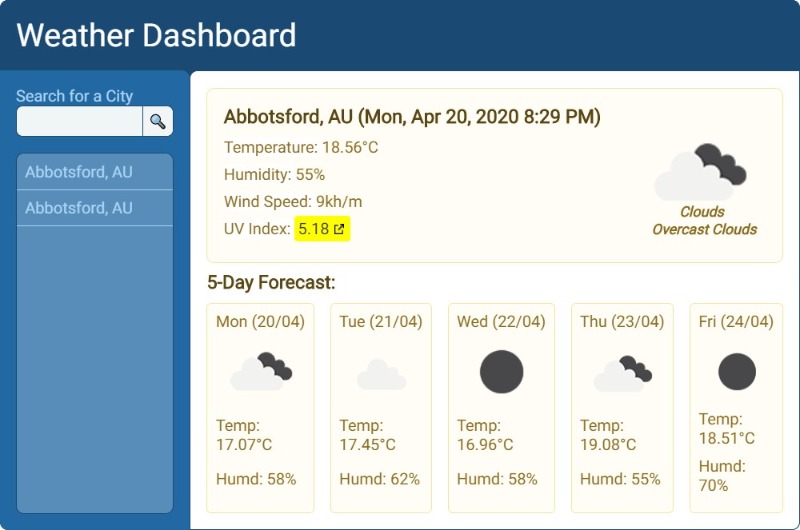 Weather Dashboard
Search for a City
Abbotsford, AU
Abbotsford, AU
Abbotsford, AU (Mon, Apr 20, 2020 8:29 PM)
Temperature: 18.56°C
Humidity: 55%
Wind Speed: 9kh/m
UV Index: 5.18
Clouds
Overcast Clouds
5-Day Forecast:
Mon (20/04)
Temp:
17.07°C
Humd: 58%
Tue (21/04)
Temp:
17.45°C
Humd: 62%
Wed (22/04)
Temp:
16.96°C
Humd: 58%
Thu (23/04)
Temp:
19.08°C
Humd: 55%
Fri (24/04)
Temp:
18.51°C
Humd:
70%